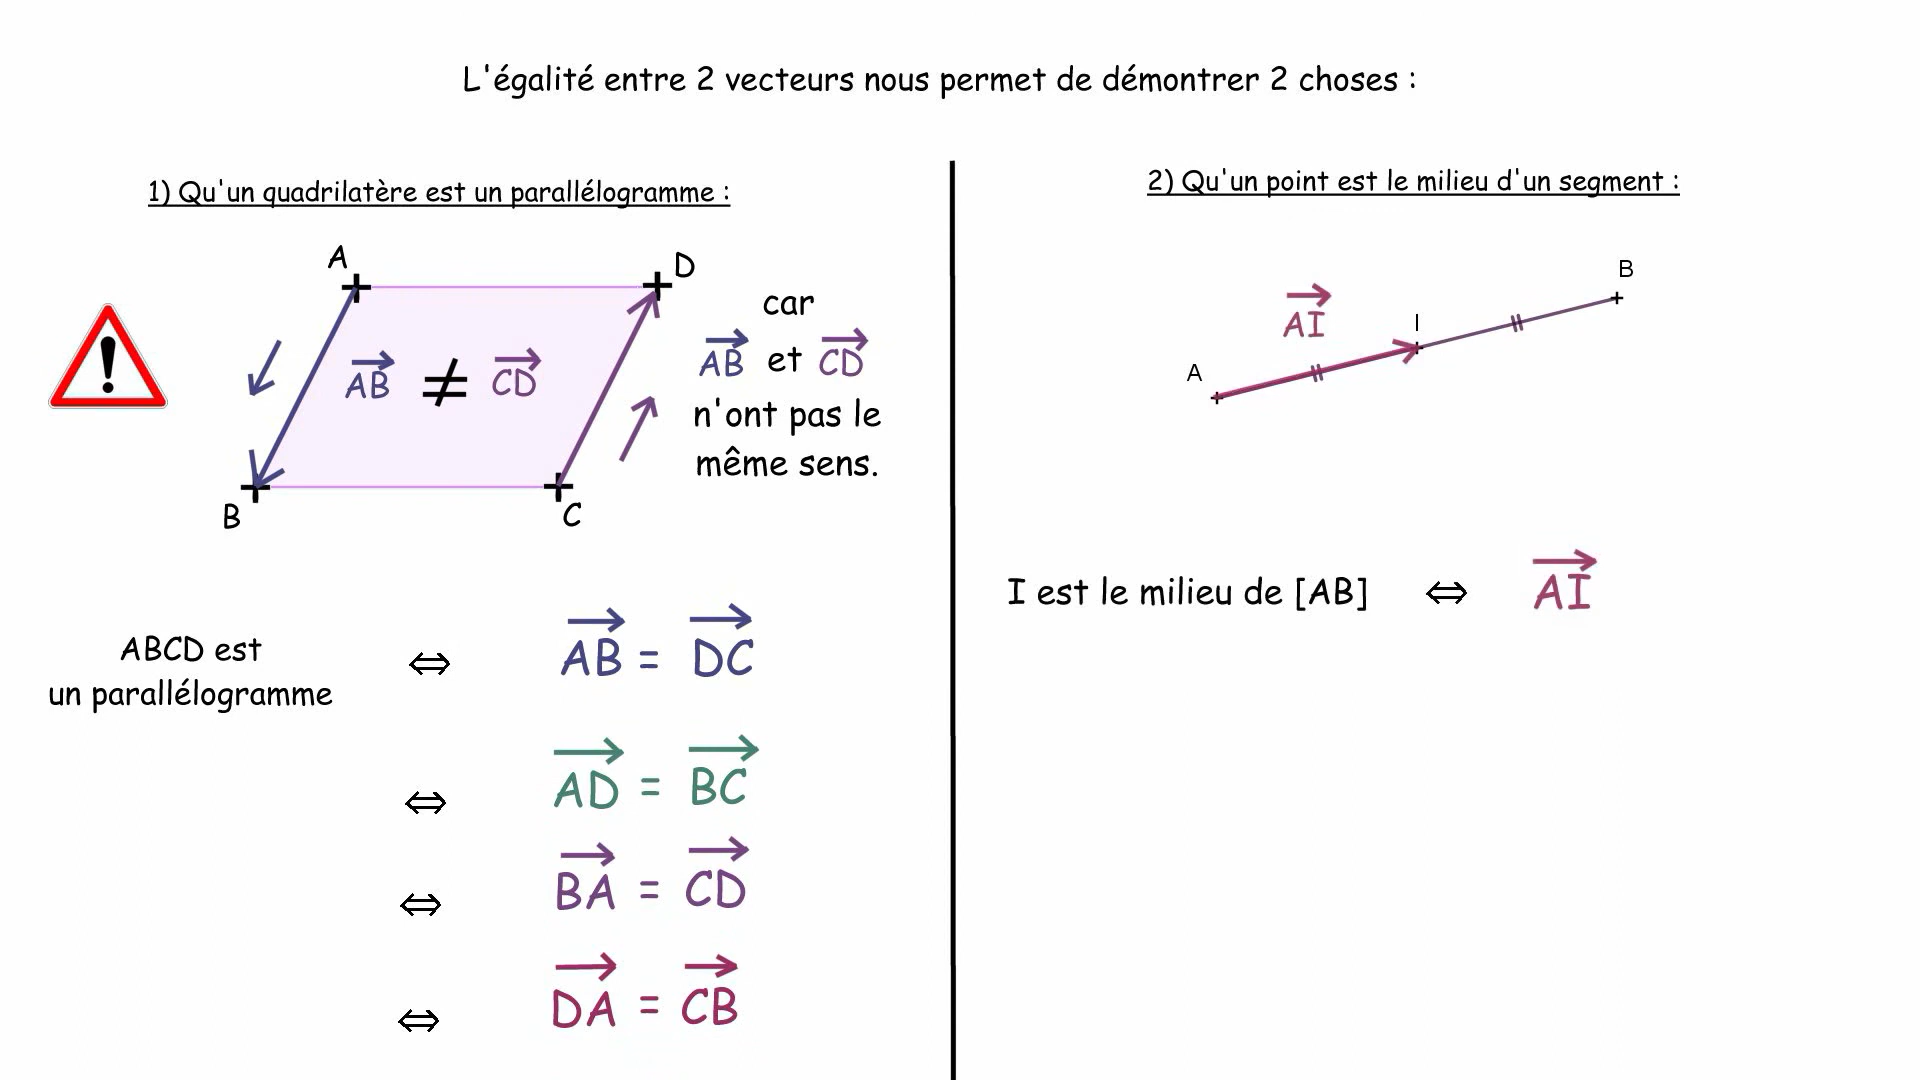 L'égalité entre 2 vecteurs nous permet de démontrer 2 choses :
1) Qu'un quadrilatère est un parallélogramme :
A
D
AB ≠ CD
B
C
car
AB et CD
n'ont pas le
même sens.
ABCD est
un parallélogramme
⇔ AB = DC
⇔ AD = BC
⇔ BA = CD
⇔ DA = CB
2) Qu'un point est le milieu d'un segment :
B
AI
I
A
I est le milieu de [AB] ⇔ AI